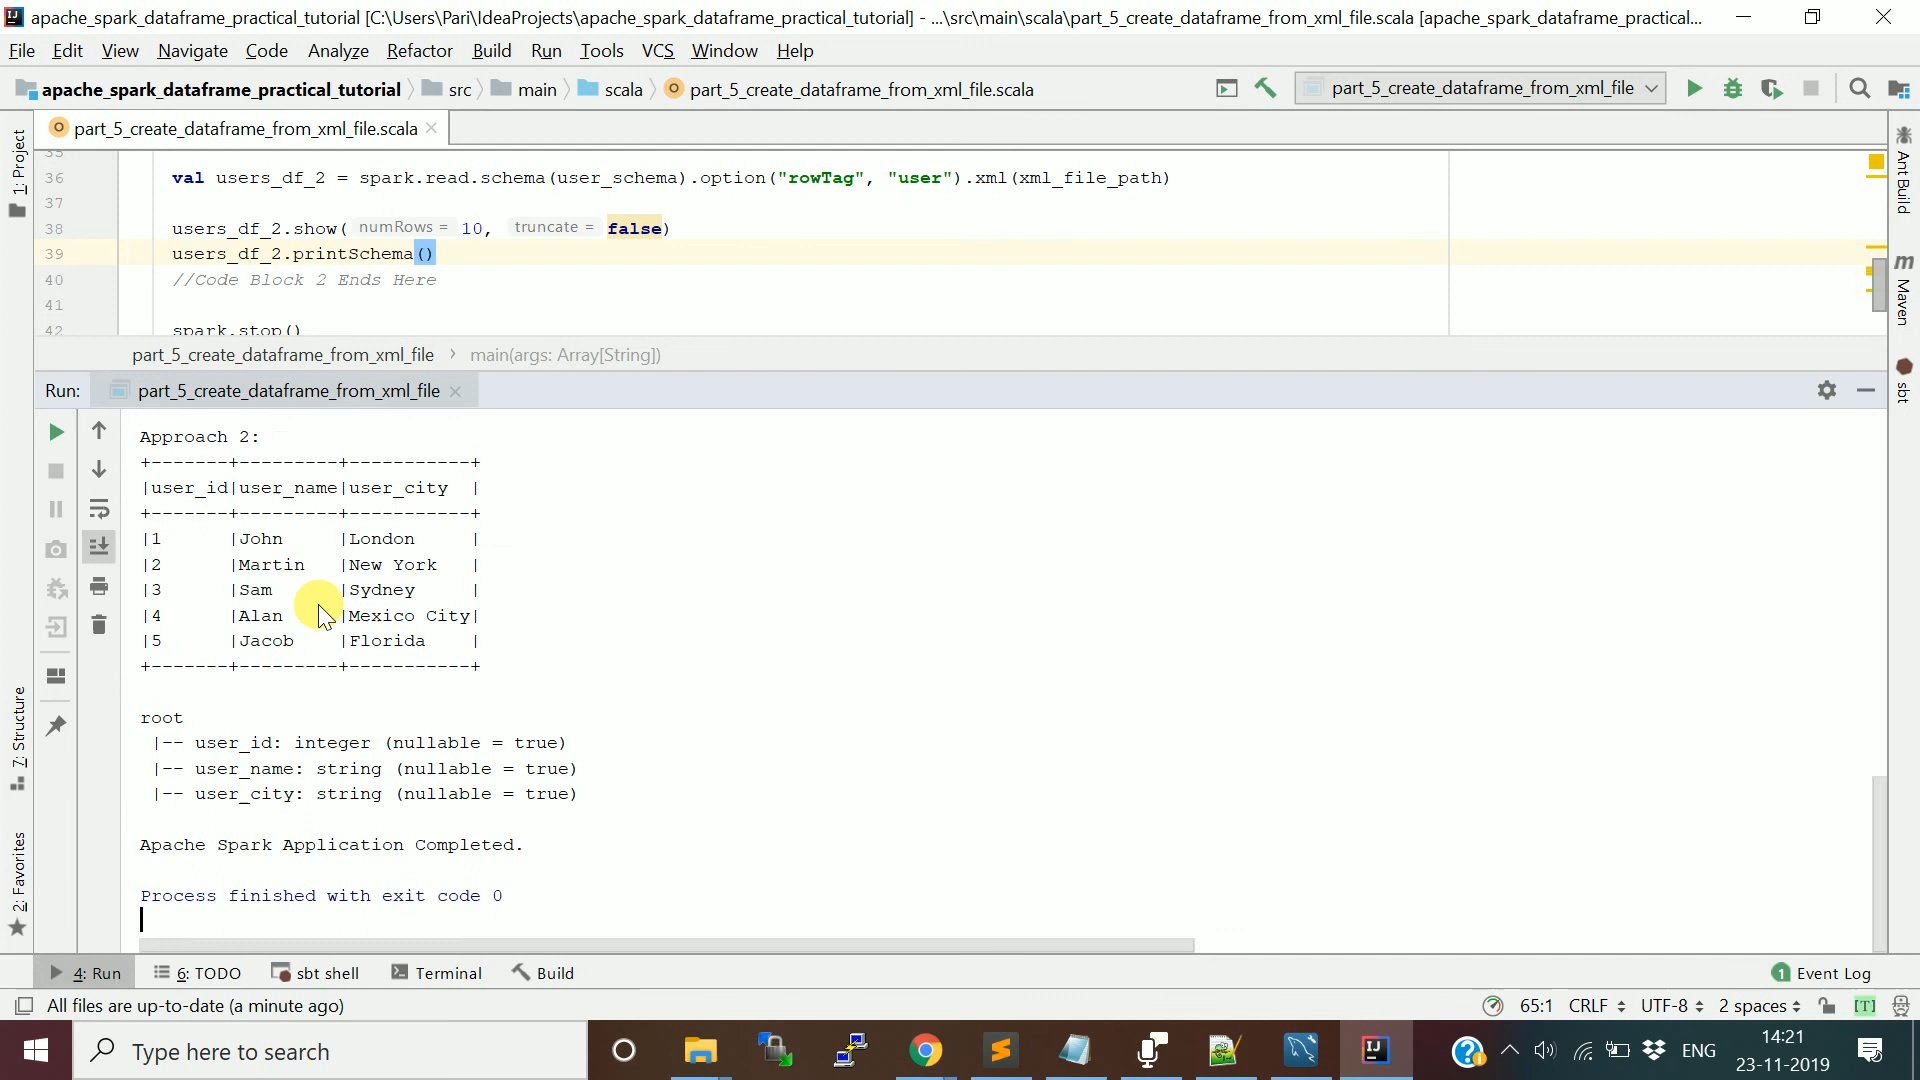 apache_spark_dataframe_practical_tutorial [C:\Users\Pari\IdeaProjects\apache_spark_dataframe_practical_tutorial] - ...\src\main\scala\part_5_create_dataframe_from_xml_file.scala [apache_spark_dataframe_practical...
File Edit View Navigate Code Analyze Refactor Build Run Tools VCS Window Help
apache_spark_dataframe_practical_tutorial src main scala part_5_create_dataframe_from_xml_file.scala part_5_create_dataframe_from_xml_file
part_5_create_dataframe_from_xml_file.scala
35
36 val users_df_2 = spark.read.schema(user_schema).option("rowTag", "user").xml(xml_file_path)
37
38 users_df_2.show( numRows = 10, truncate = false)
39 users_df_2.printSchema()
40 //Code Block 2 Ends Here
41
42 spark.stop()
part_5_create_dataframe_from_xml_file > main(args: Array[String])
Run: part_5_create_dataframe_from_xml_file
Approach 2:
+-------+---------+-----------+
|user_id|user_name|user_city  |
+-------+---------+-----------+
|1      |John     |London     |
|2      |Martin   |New York   |
|3      |Sam      |Sydney     |
|4      |Alan     |Mexico City|
|5      |Jacob    |Florida    |
+-------+---------+-----------+
root
|-- user_id: integer (nullable = true)
|-- user_name: string (nullable = true)
|-- user_city: string (nullable = true)
Apache Spark Application Completed.
Process finished with exit code 0
1: Project
7: Structure
2: Favorites
Ant Build
m Maven
sbt
4: Run 6: TODO sbt shell Terminal Build 1 Event Log
All files are up-to-date (a minute ago) 65:1 CRLF UTF-8 2 spaces [T]
Type here to search ENG 14:21
23-11-2019